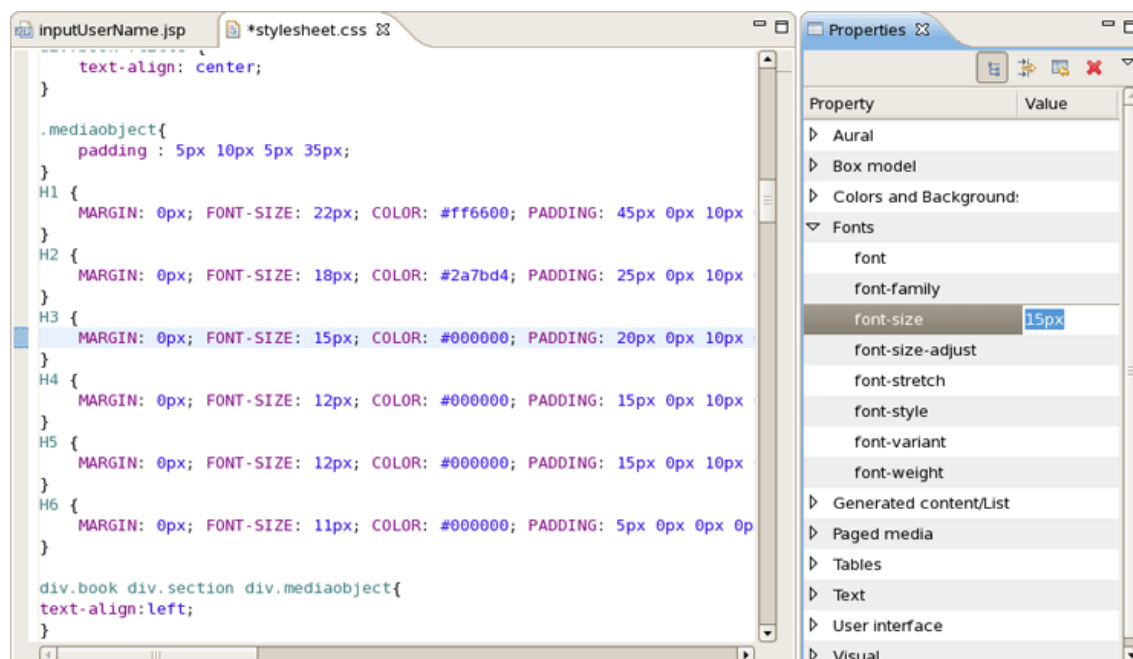 inputUserName.jsp
*stylesheet.css
text-align: center;
}
.mediaobject{
padding : 5px 10px 5px 35px;
}
H1 {
MARGIN: 0px; FONT-SIZE: 22px; COLOR: #ff6600; PADDING: 45px 0px 10px
}
H2 {
MARGIN: 0px; FONT-SIZE: 18px; COLOR: #2a7bd4; PADDING: 25px 0px 10px
}
H3 {
MARGIN: 0px; FONT-SIZE: 15px; COLOR: #000000; PADDING: 20px 0px 10px
}
H4 {
MARGIN: 0px; FONT-SIZE: 12px; COLOR: #000000; PADDING: 15px 0px 10px
}
H5 {
MARGIN: 0px; FONT-SIZE: 12px; COLOR: #000000; PADDING: 15px 0px 10px
}
H6 {
MARGIN: 0px; FONT-SIZE: 11px; COLOR: #000000; PADDING: 5px 0px 0px 0p
}
div.book div.section div.mediaobject{
text-align:left;
}
Properties
Property Value
Aural
Box model
Colors and Backgrounds
Fonts
font
font-family
font-size 15px
font-size-adjust
font-stretch
font-style
font-variant
font-weight
Generated content/List
Paged media
Tables
Text
User interface
Visual